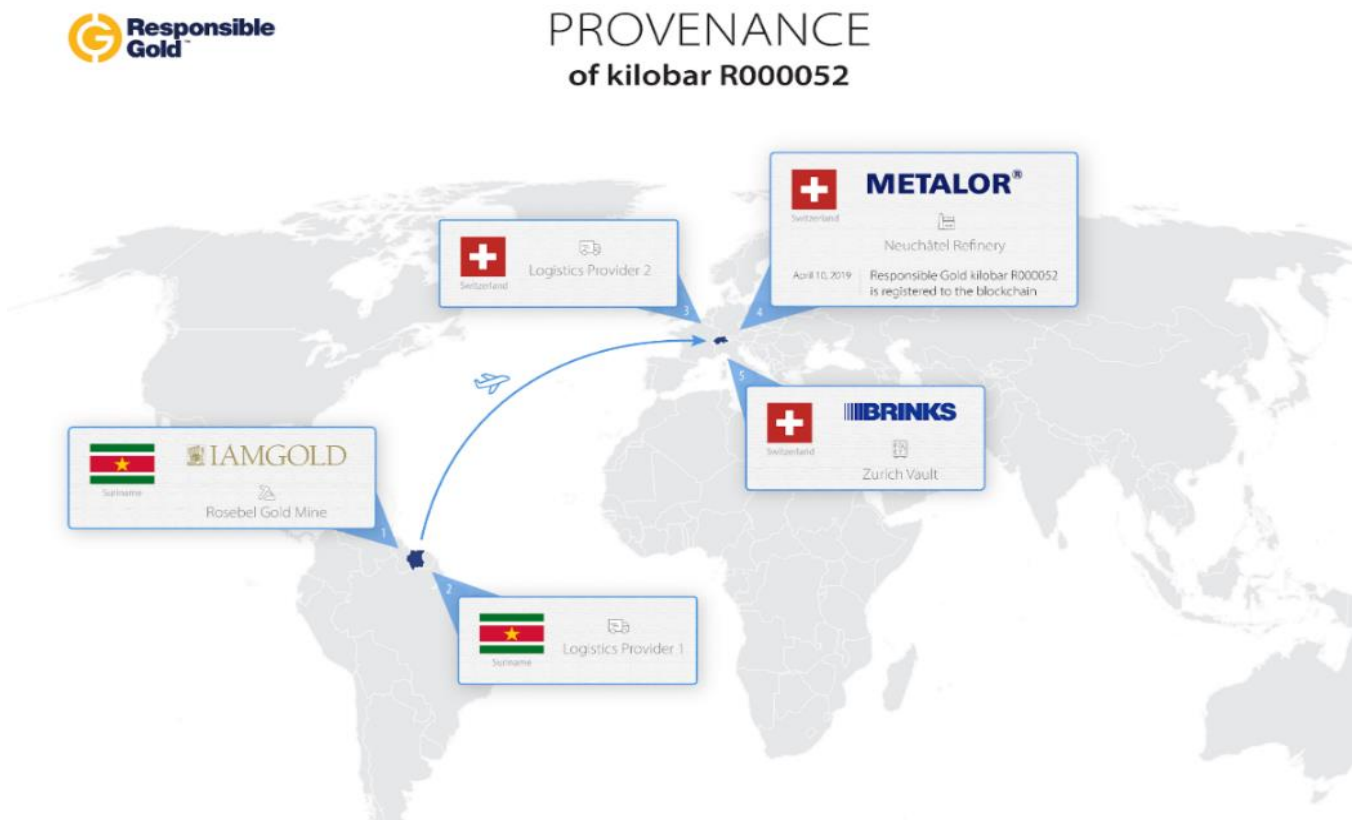 Responsible
Gold™
PROVENANCE
of kilobar R000052
Switzerland
METALOR®
Neuchâtel Refinery
April 10, 2019
Responsible Gold kilobar R000052
is registered to the blockchain
Switzerland
Logistics Provider 2
3
4
5
Switzerland
BRINKS
Zurich Vault
Suriname
IAMGOLD
Rosebel Gold Mine
1
2
Suriname
Logistics Provider 1